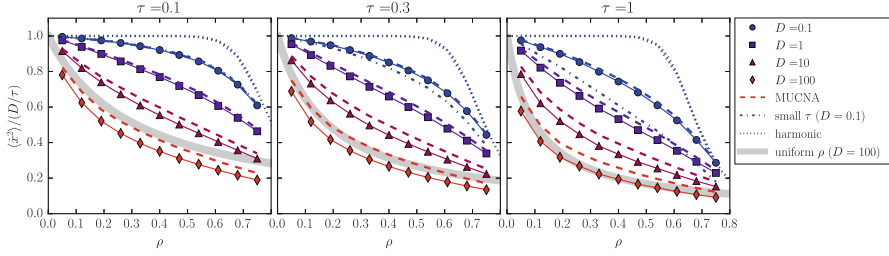 τ =0.1
τ =0.3
τ =1
⟨ẋ²⟩/(D/τ)
1.0
0.8
0.6
0.4
0.2
0.0
0.0 0.1 0.2 0.3 0.4 0.5 0.6 0.7
0.0 0.1 0.2 0.3 0.4 0.5 0.6 0.7
0.0 0.1 0.2 0.3 0.4 0.5 0.6 0.7 0.8
ρ
ρ
ρ
D =0.1
D =1
D =10
D =100
MUCNA
small τ (D =0.1)
harmonic
uniform ρ (D =100)